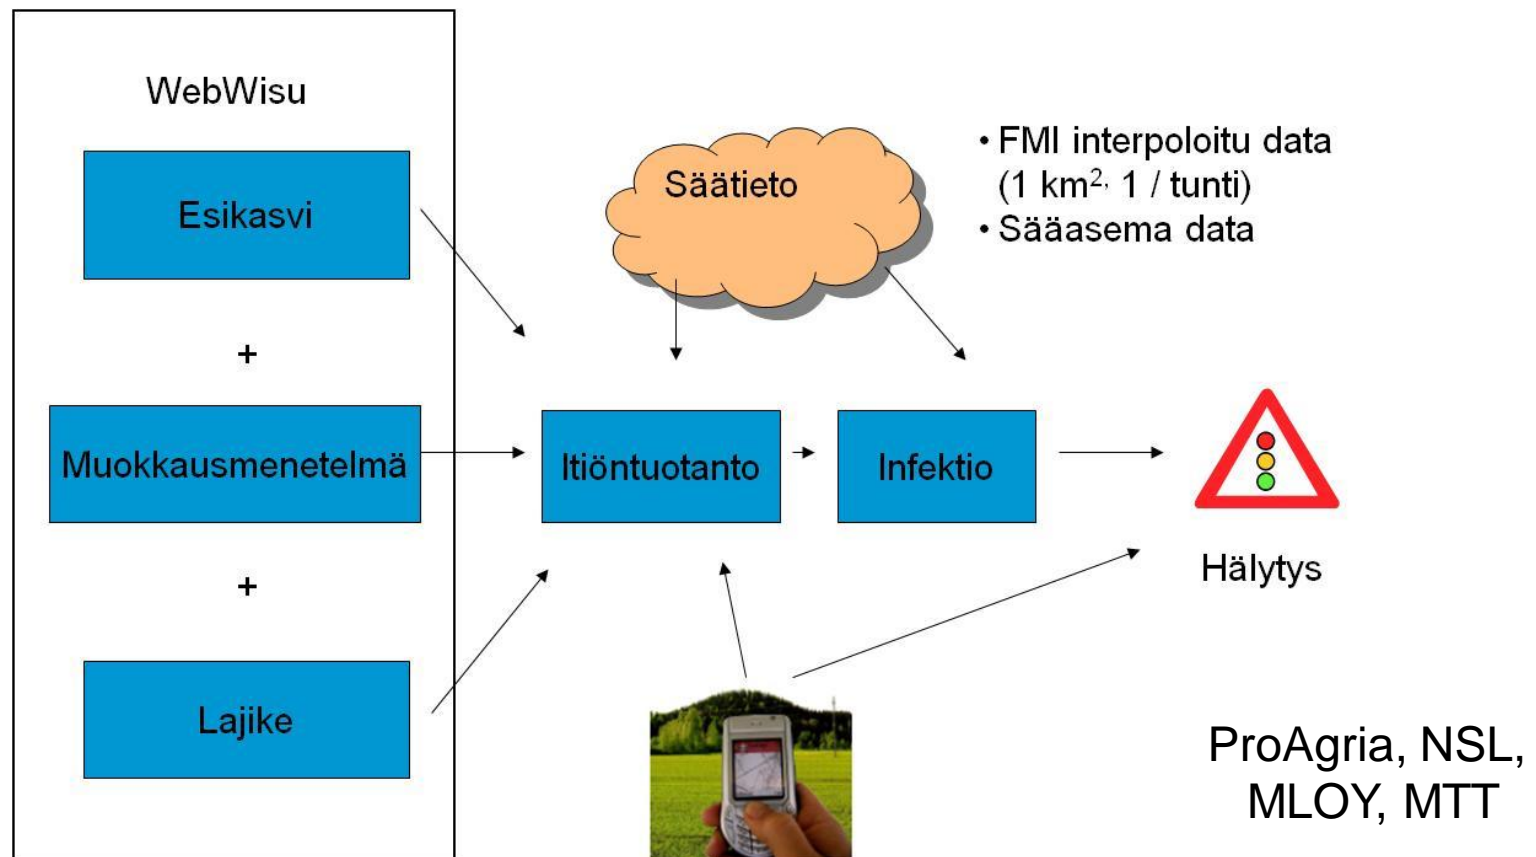 WebWisu
Esikasvi
+
Muokkausmenetelmä
+
Lajike
Säätieto
• FMI interpoloitu data
(1 km², 1 / tunti)
• Sääasema data
Itiöntuotanto
Infektio
Hälytys
ProAgria, NSL,
MLOY, MTT